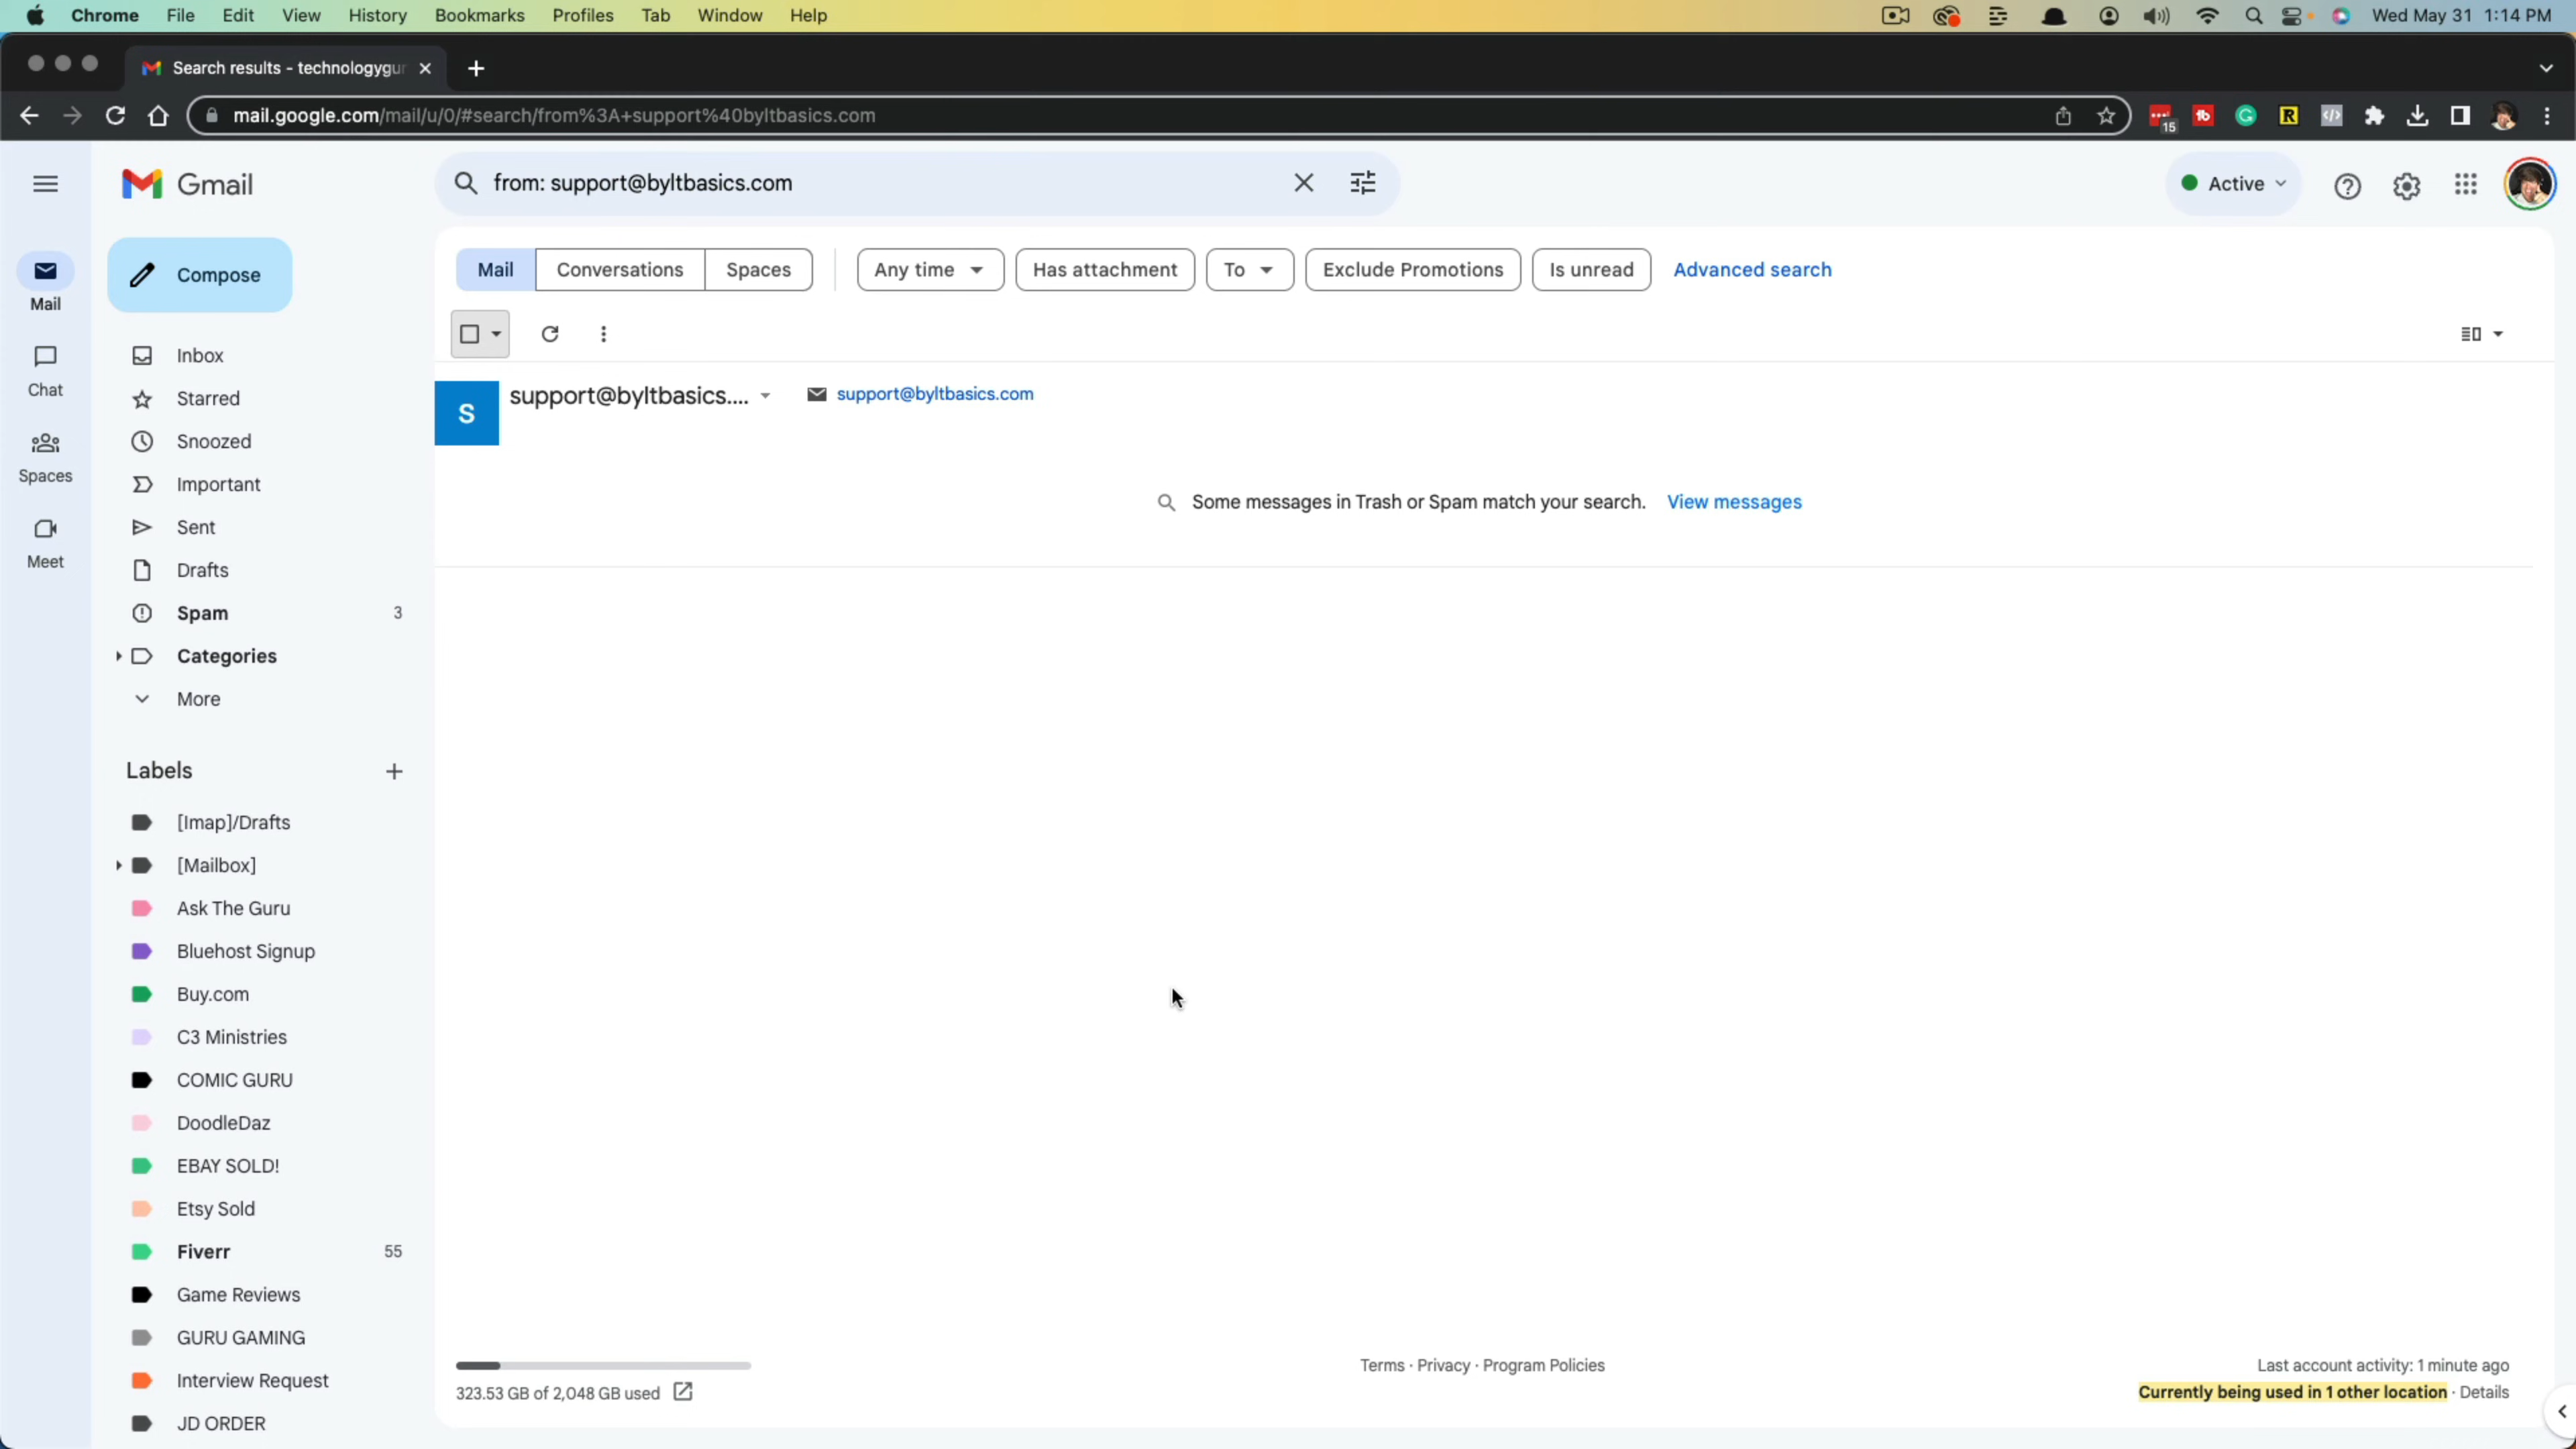 Chrome File Edit View History Bookmarks Profiles Tab Window Help Wed May 31 1:14 PM
Search results - technologygur
mail.google.com/mail/u/0/#search/from%3A+support%40byltbasics.com 15
Gmail from: support@byltbasics.com Active
Compose Mail Conversations Spaces Any time Has attachment To Exclude Promotions Is unread Advanced search
Mail
Inbox
Chat
Starred support@byltbasics.... support@byltbasics.com
S
Snoozed
Spaces
Important Some messages in Trash or Spam match your search. View messages
Sent
Meet
Drafts
Spam 3
Categories
More
Labels
[Imap]/Drafts
[Mailbox]
Ask The Guru
Bluehost Signup
Buy.com
C3 Ministries
COMIC GURU
DoodleDaz
EBAY SOLD!
Etsy Sold
Fiverr 55
Game Reviews
GURU GAMING
Interview Request
JD ORDER
Terms · Privacy · Program Policies Last account activity: 1 minute ago
323.53 GB of 2,048 GB used Currently being used in 1 other location · Details